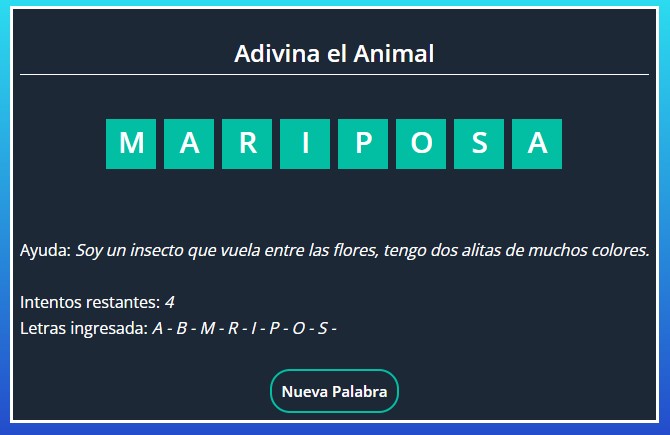 Adivina el Animal
M A R I P O S A
Ayuda: Soy un insecto que vuela entre las flores, tengo dos alitas de muchos colores.
Intentos restantes: 4
Letras ingresada: A - B - M - R - I - P - O - S -
Nueva Palabra